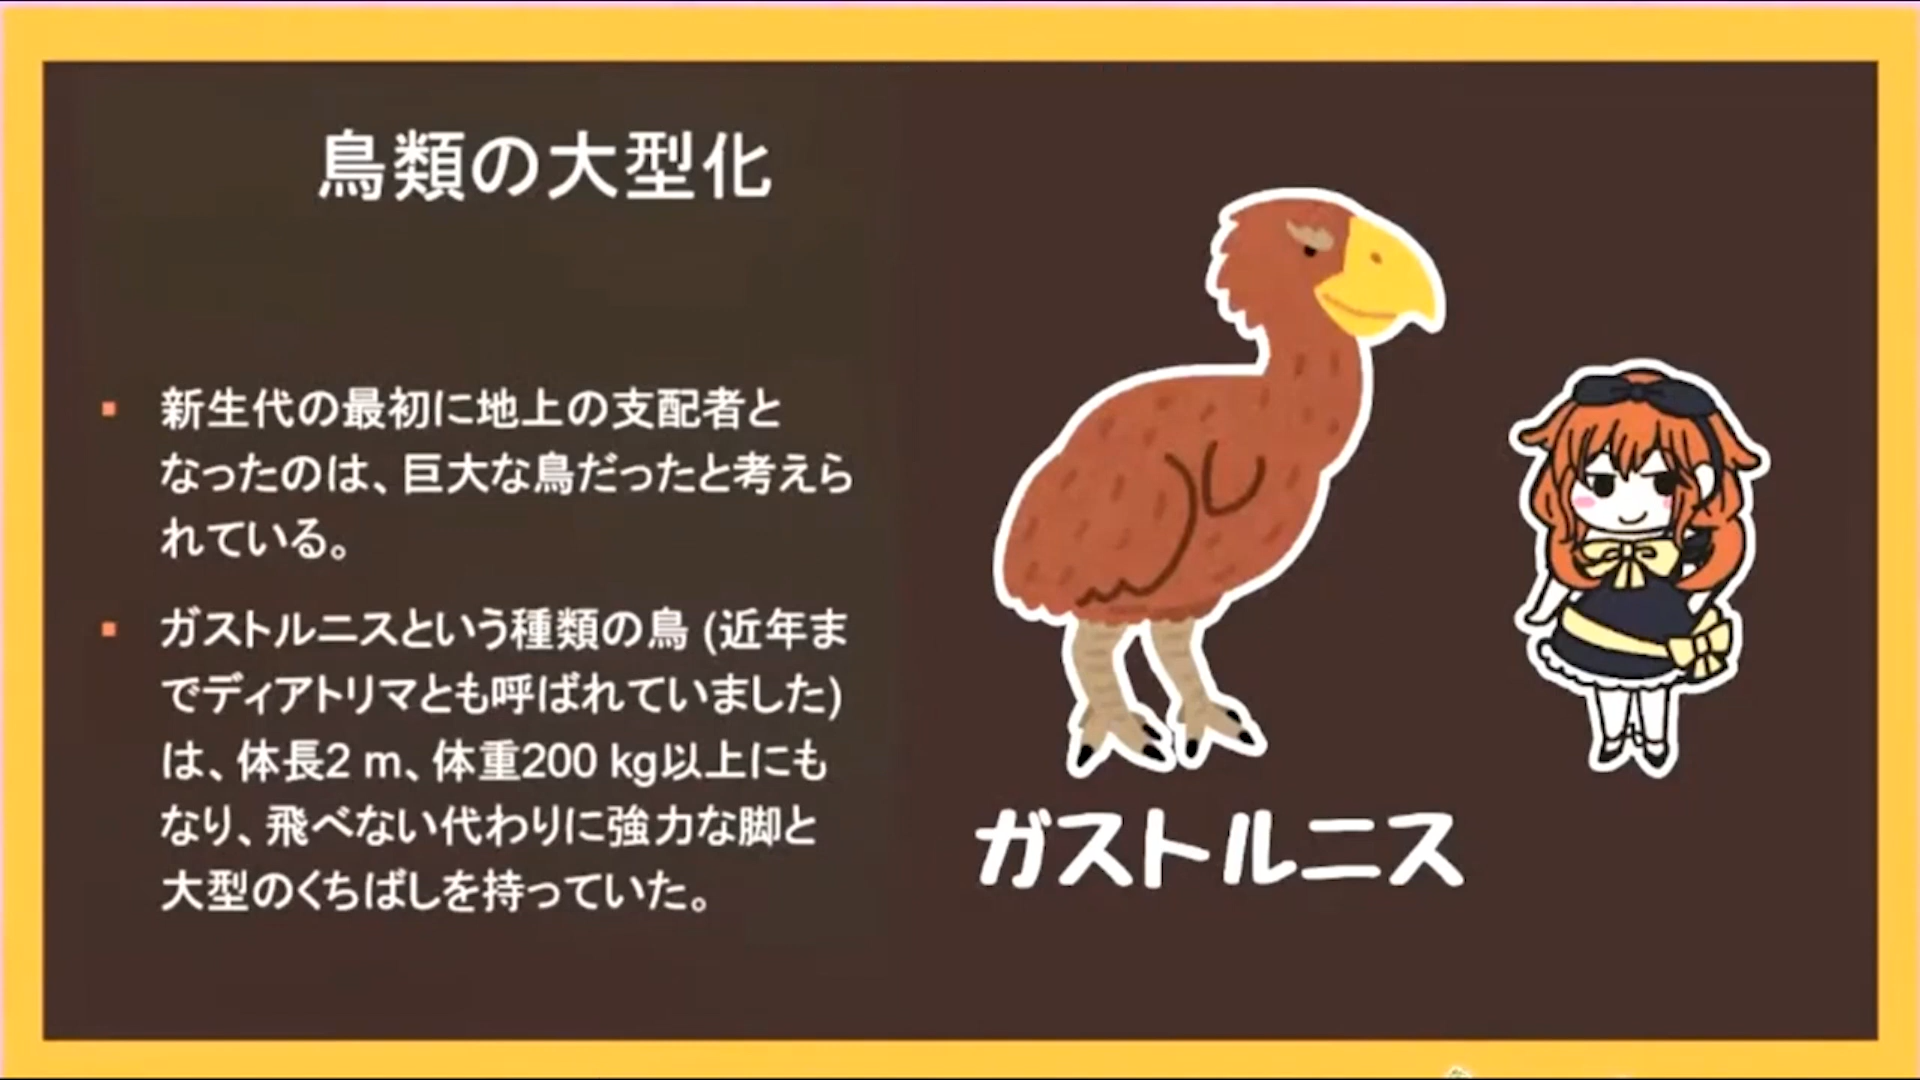 鳥類の大型化
▪ 新生代の最初に地上の支配者と
なったのは、巨大な鳥だったと考えら
れている。
▪ ガストルニスという種類の鳥 (近年ま
でディアトリマとも呼ばれていました)
は、体長2 m、体重200 kg以上にも
なり、飛べない代わりに強力な脚と
大型のくちばしを持っていた。
ガストルニス